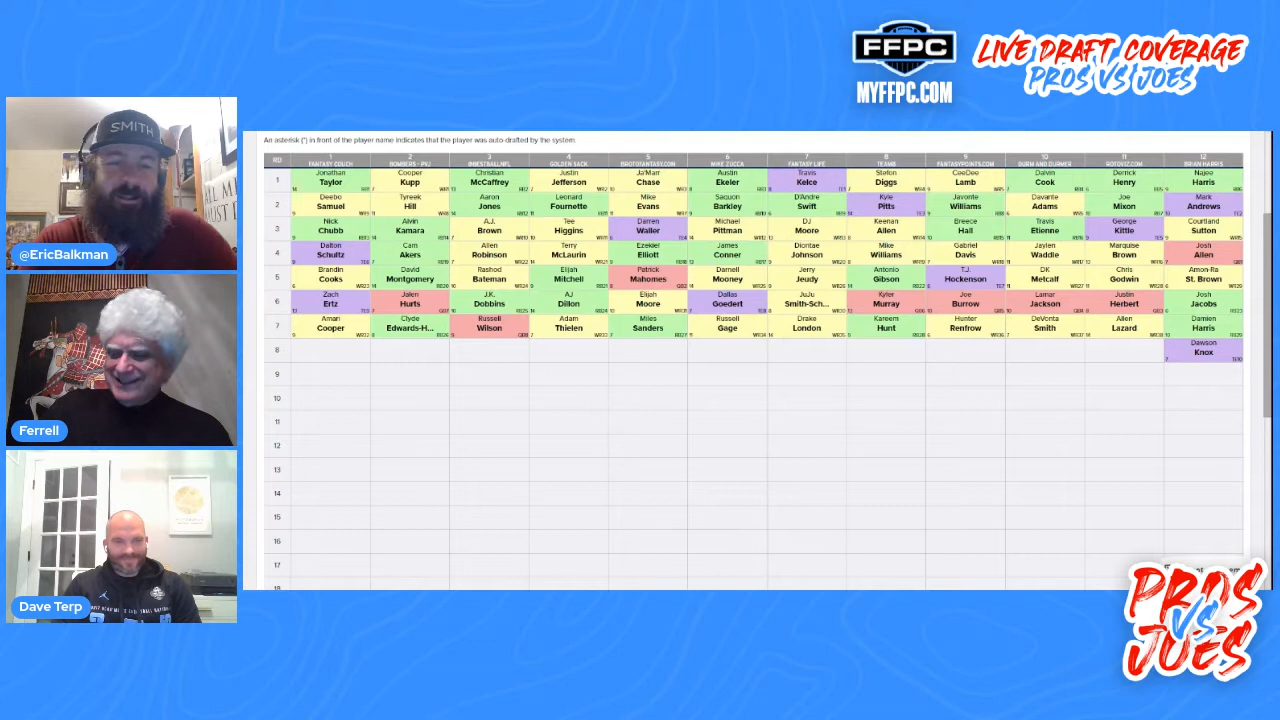 FFPC
MYFFPC.COM
LIVE DRAFT COVERAGE
PROS VS JOES
SMITH
@EricBalkman
Ferrell
Dave Terp
An asterisk (*) in front of the player name indicates that the player was auto-drafted by the system.
RD 1 2 3 4 5 6 7 8 9 10 11 12
FANTASY COUCH BOMBERS - PVJ @BESTBALLNFL GOLDEN SACK BROTOFANTASY.COM MIKE ZUCCA FANTASY LIFE TEAM8 FANTASYPOINTS.COM ROTOVIZ.COM BRIAN HARRIS
1 Jonathan Taylor Cooper Kupp Christian McCaffrey Justin Jefferson Ja'Marr Chase Austin Ekeler Travis Kelce Stefon Diggs CeeDee Lamb Dalvin Cook Derrick Henry Najee Harris
2 Deebo Samuel Tyreek Hill Aaron Jones Leonard Fournette Mike Evans Saquon Barkley D'Andre Swift Kyle Pitts Javonte Williams Davante Adams Joe Mixon Mark Andrews
3 Nick Chubb Alvin Kamara A.J. Brown Tee Higgins Darren Waller Michael Pittman DJ Moore Keenan Allen Breece Hall Travis Etienne George Kittle Courtland Sutton
4 Dalton Schultz Cam Akers Allen Robinson Terry McLaurin Ezekiel Elliott James Conner Diontae Johnson Mike Williams Gabriel Davis Jaylen Waddle Marquise Brown Josh Allen
5 Brandin Cooks David Montgomery Rashod Bateman Elijah Mitchell Patrick Mahomes Darnell Mooney Jerry Jeudy Antonio Gibson T.J. Hockenson DK Metcalf Chris Godwin Amon-Ra St. Brown
6 Zach Ertz Jalen Hurts J.K. Dobbins AJ Dillon Elijah Moore Dallas Goedert JuJu Smith-Sch... Kyler Murray Joe Burrow Lamar Jackson Justin Herbert Josh Jacobs
7 Amari Cooper Clyde Edwards-H... Russell Wilson Adam Thielen Miles Sanders Russell Gage Drake London Kareem Hunt Hunter Renfrow DeVonta Smith Allen Lazard Damien Harris
8 Dawson Knox
9
10
11
12
13
14
15
16
17
18
PROS
VS
JOES